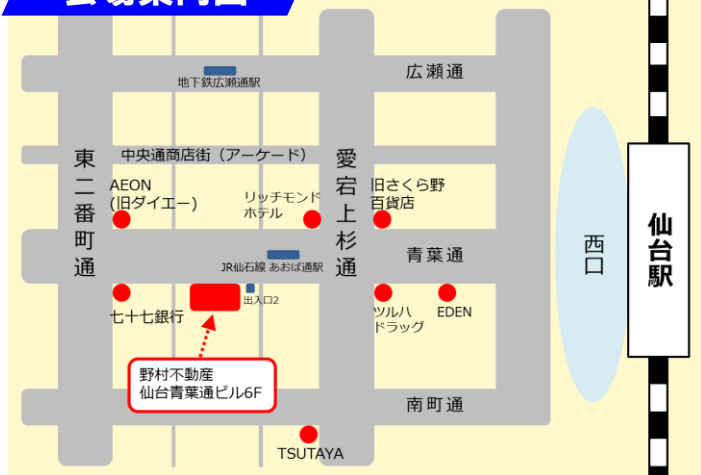 会場案内図
広瀬通
地下鉄広瀬通駅
中央通商店街（アーケード）
東二番町通
愛宕上杉通
AEON
(旧ダイエー)
リッチモンド
ホテル
旧さくら野
百貨店
青葉通
JR仙石線 あおば通駅
西口
仙台駅
出入口2
七十七銀行
ツルハ
ドラッグ
EDEN
野村不動産
仙台青葉通ビル6F
南町通
TSUTAYA